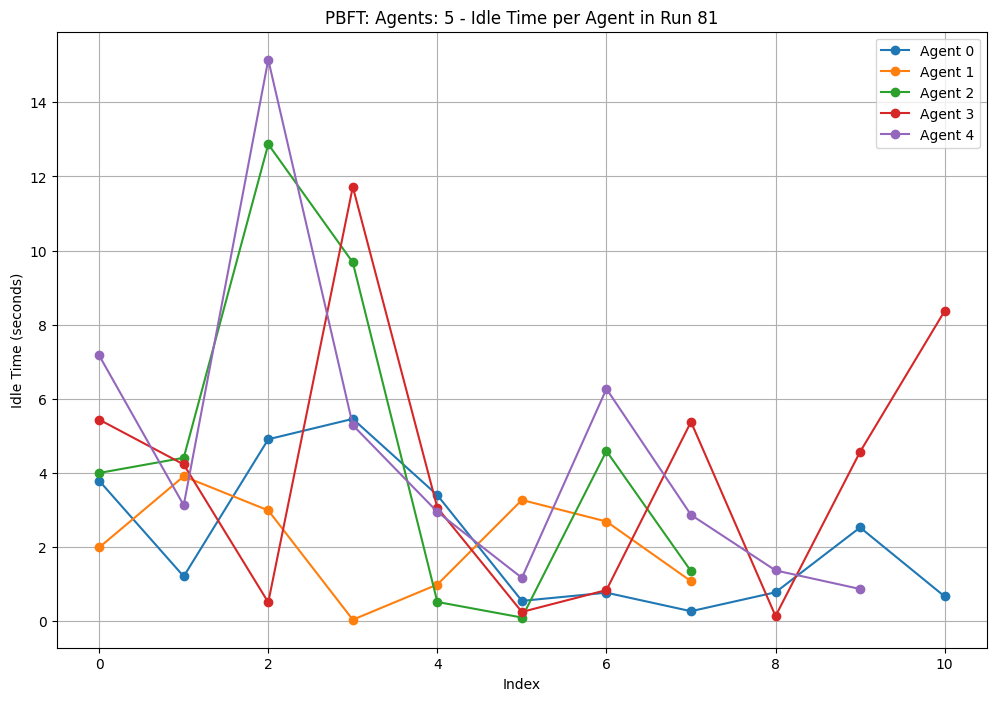 PBFT: Agents: 5 - Idle Time per Agent in Run 81
Agent 0
Agent 1
Agent 2
Agent 3
Agent 4
Idle Time (seconds)
14
12
10
8
6
4
2
0
0 2 4 6 8 10
Index